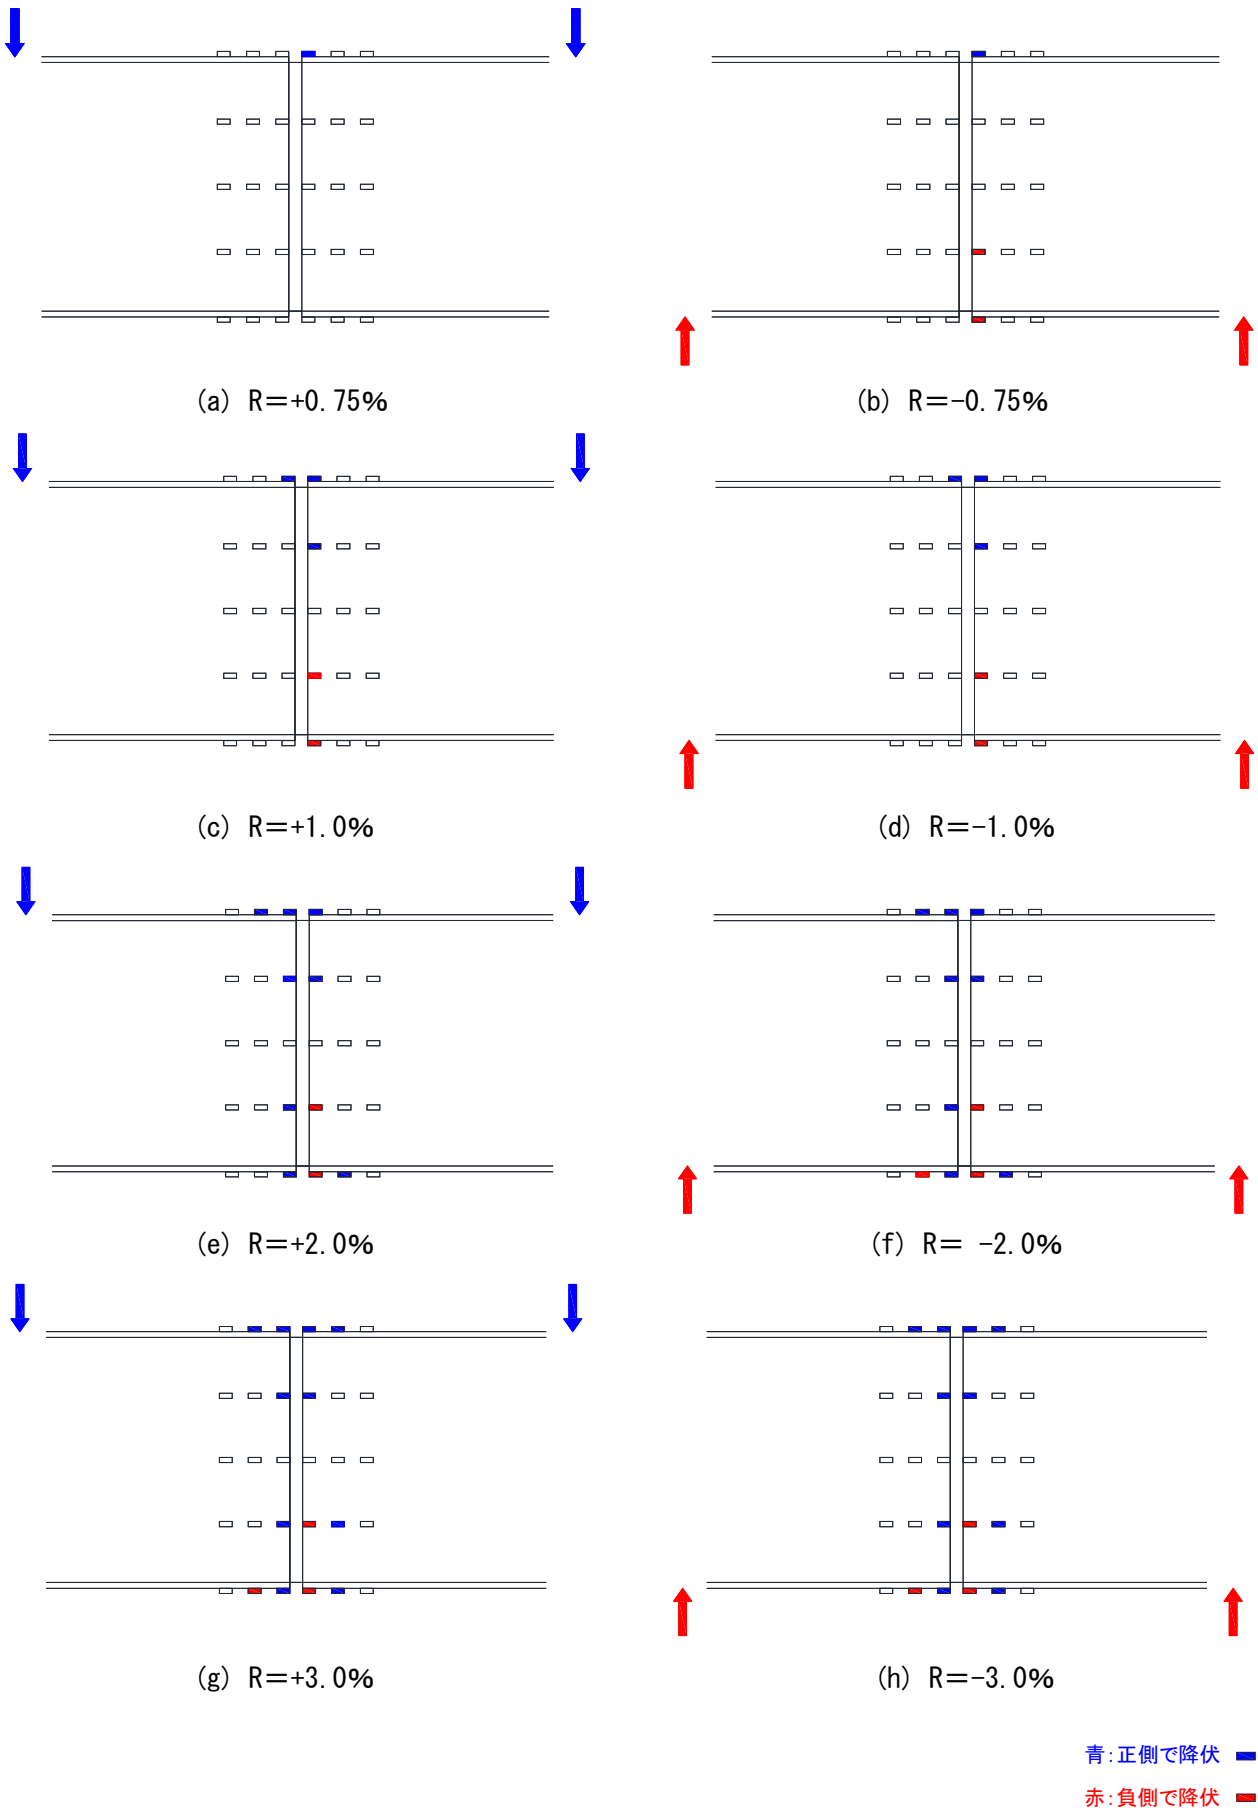 (a) R=+0.75%
(b) R=-0.75%
(c) R=+1.0%
(d) R=-1.0%
(e) R=+2.0%
(f) R= -2.0%
(g) R=+3.0%
(h) R=-3.0%
青:正側で降伏
赤:負側で降伏